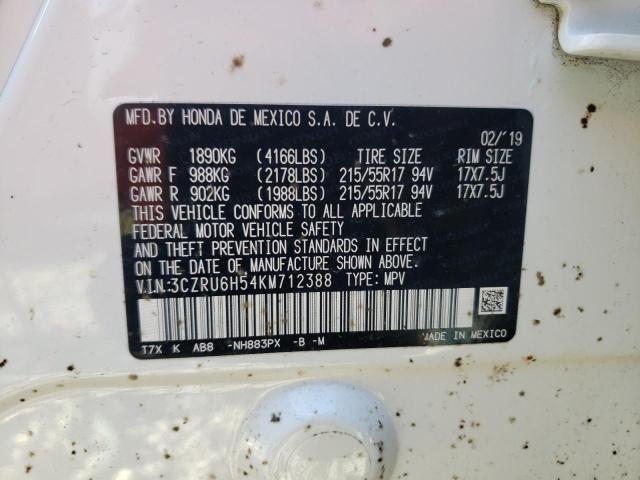 MFD.BY HONDA DE MEXICO S.A. DE C.V.
02/'19
GVWR 1890KG (4166LBS) TIRE SIZE RIM SIZE
GAWR F 988KG (2178LBS) 215/55R17 94V 17X7.5J
GAWR R 902KG (1988LBS) 215/55R17 94V 17X7.5J
THIS VEHICLE CONFORMS TO ALL APPLICABLE
FEDERAL MOTOR VEHICLE SAFETY
AND THEFT PREVENTION STANDARDS IN EFFECT
ON THE DATE OF MANUFACTURE SHOWN ABOVE.
V.I.N.:3CZRU6H54KM712388 TYPE: MPV
T7X K AB8 -NH883PX -B -M MADE IN MEXICO